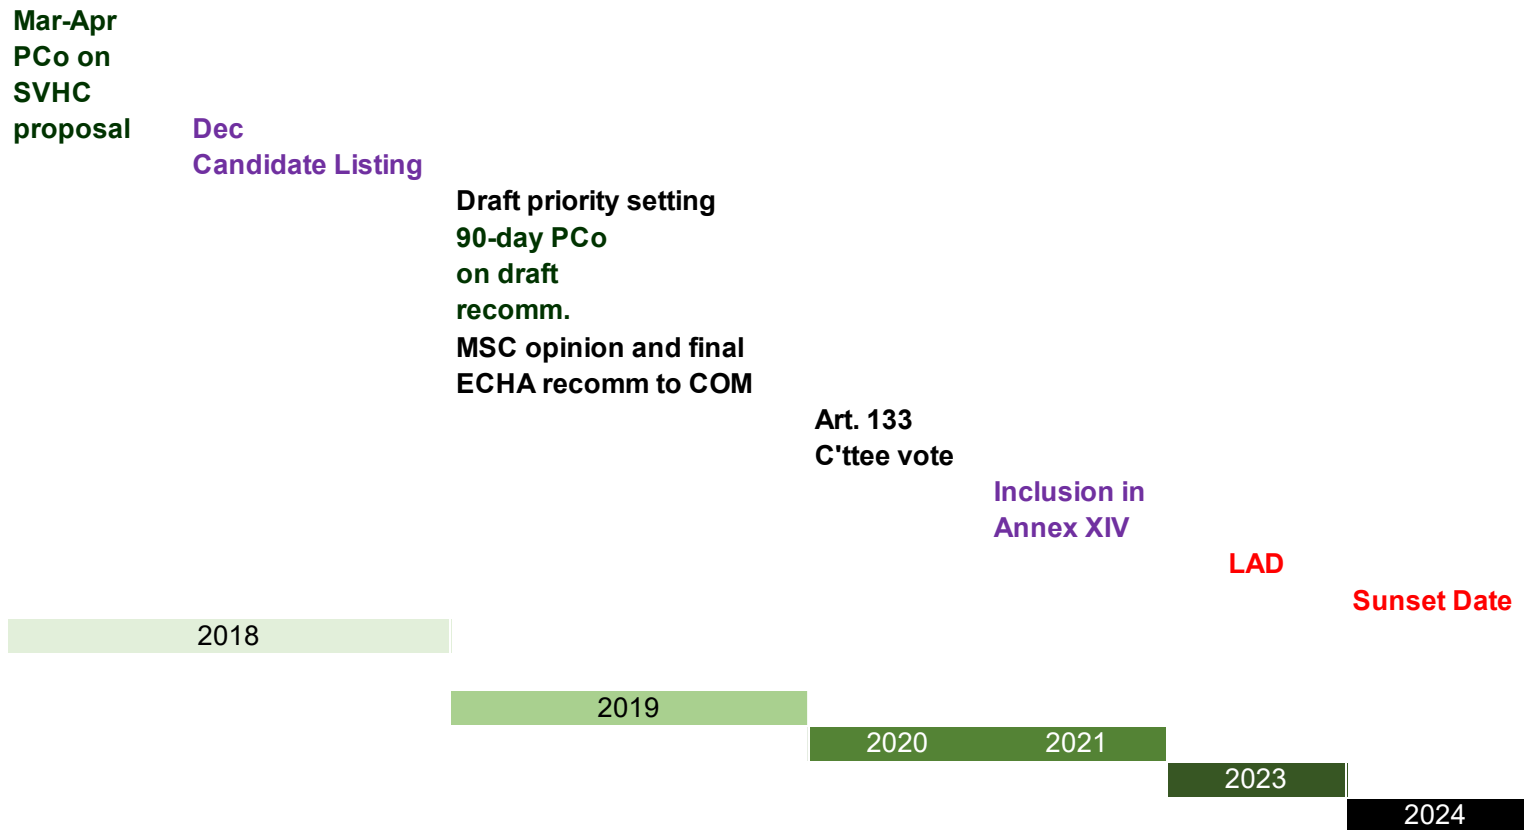 Mar-Apr
PCo on
SVHC
proposal
Dec
Candidate Listing
Draft priority setting
90-day PCo
on draft
recomm.
MSC opinion and final
ECHA recomm to COM
Art. 133
C'ttee vote
Inclusion in
Annex XIV
LAD
Sunset Date
2018
2019
2020
2021
2023
2024